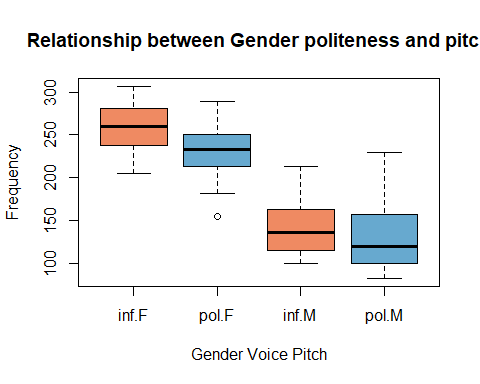 Relationship between Gender politeness and pitc
Frequency
300
250
200
150
100
inf.F
pol.F
inf.M
pol.M
Gender Voice Pitch